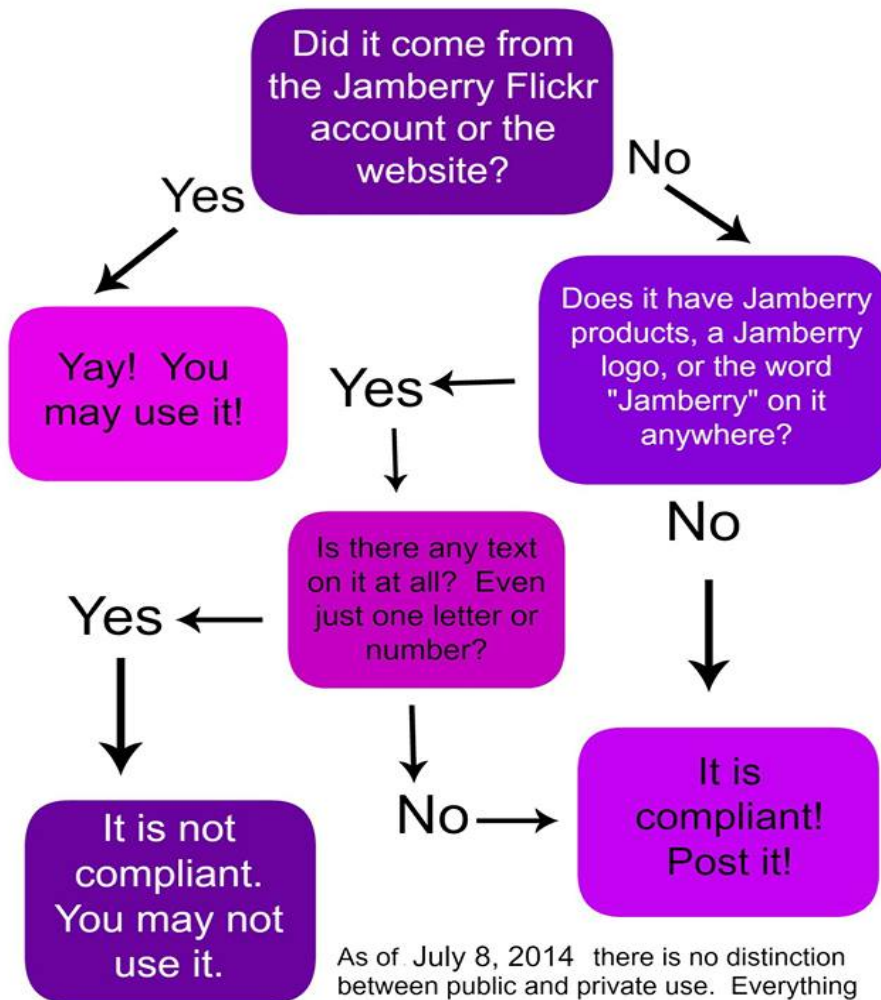 Did it come from
the Jamberry Flickr
account or the
website?
Yes
No
Yay!  You
may use it!
Does it have Jamberry
products, a Jamberry
logo, or the word
"Jamberry" on it
anywhere?
Yes
No
Is there any text
on it at all?  Even
just one letter or
number?
Yes
No
It is not
compliant.
You may not
use it.
It is
compliant!
Post it!
As of July 8, 2014 there is no distinction
between public and private use.  Everything